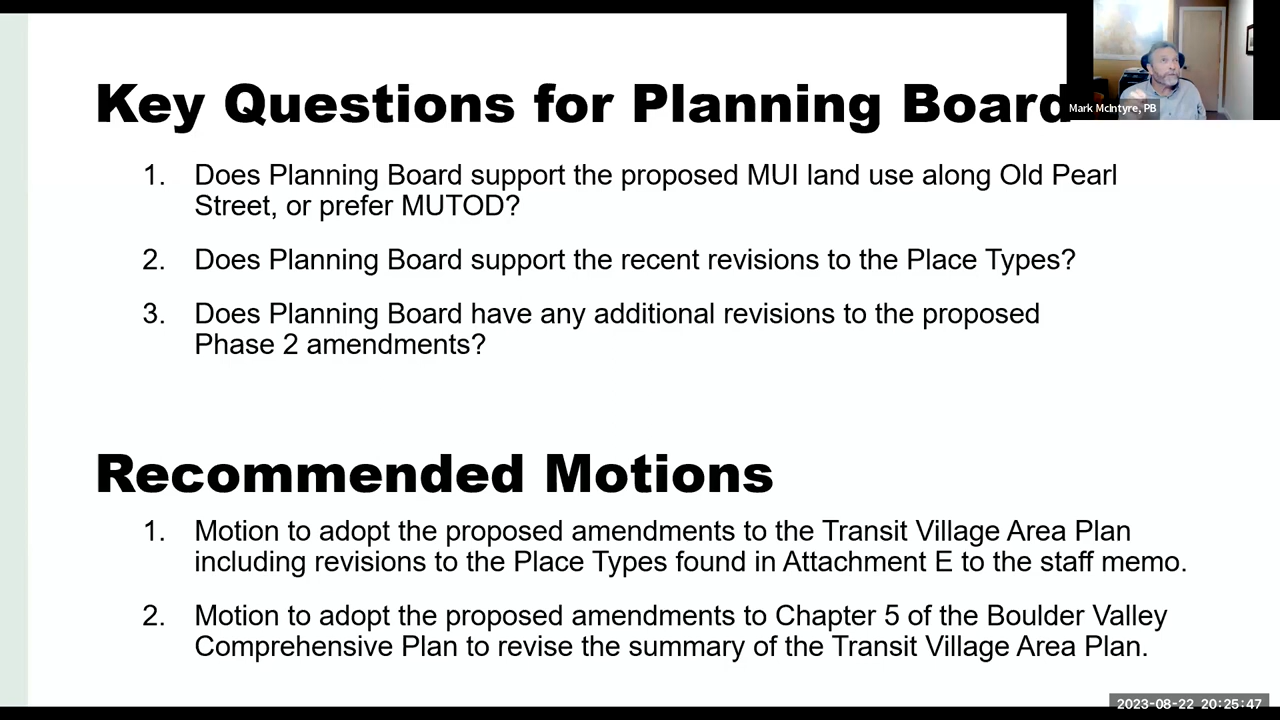 Key Questions for Planning Board
Mark McIntyre, PB
1. Does Planning Board support the proposed MUI land use along Old Pearl
Street, or prefer MUTOD?
2. Does Planning Board support the recent revisions to the Place Types?
3. Does Planning Board have any additional revisions to the proposed
Phase 2 amendments?
Recommended Motions
1. Motion to adopt the proposed amendments to the Transit Village Area Plan
including revisions to the Place Types found in Attachment E to the staff memo.
2. Motion to adopt the proposed amendments to Chapter 5 of the Boulder Valley
Comprehensive Plan to revise the summary of the Transit Village Area Plan.
2023-08-22 20:25:47